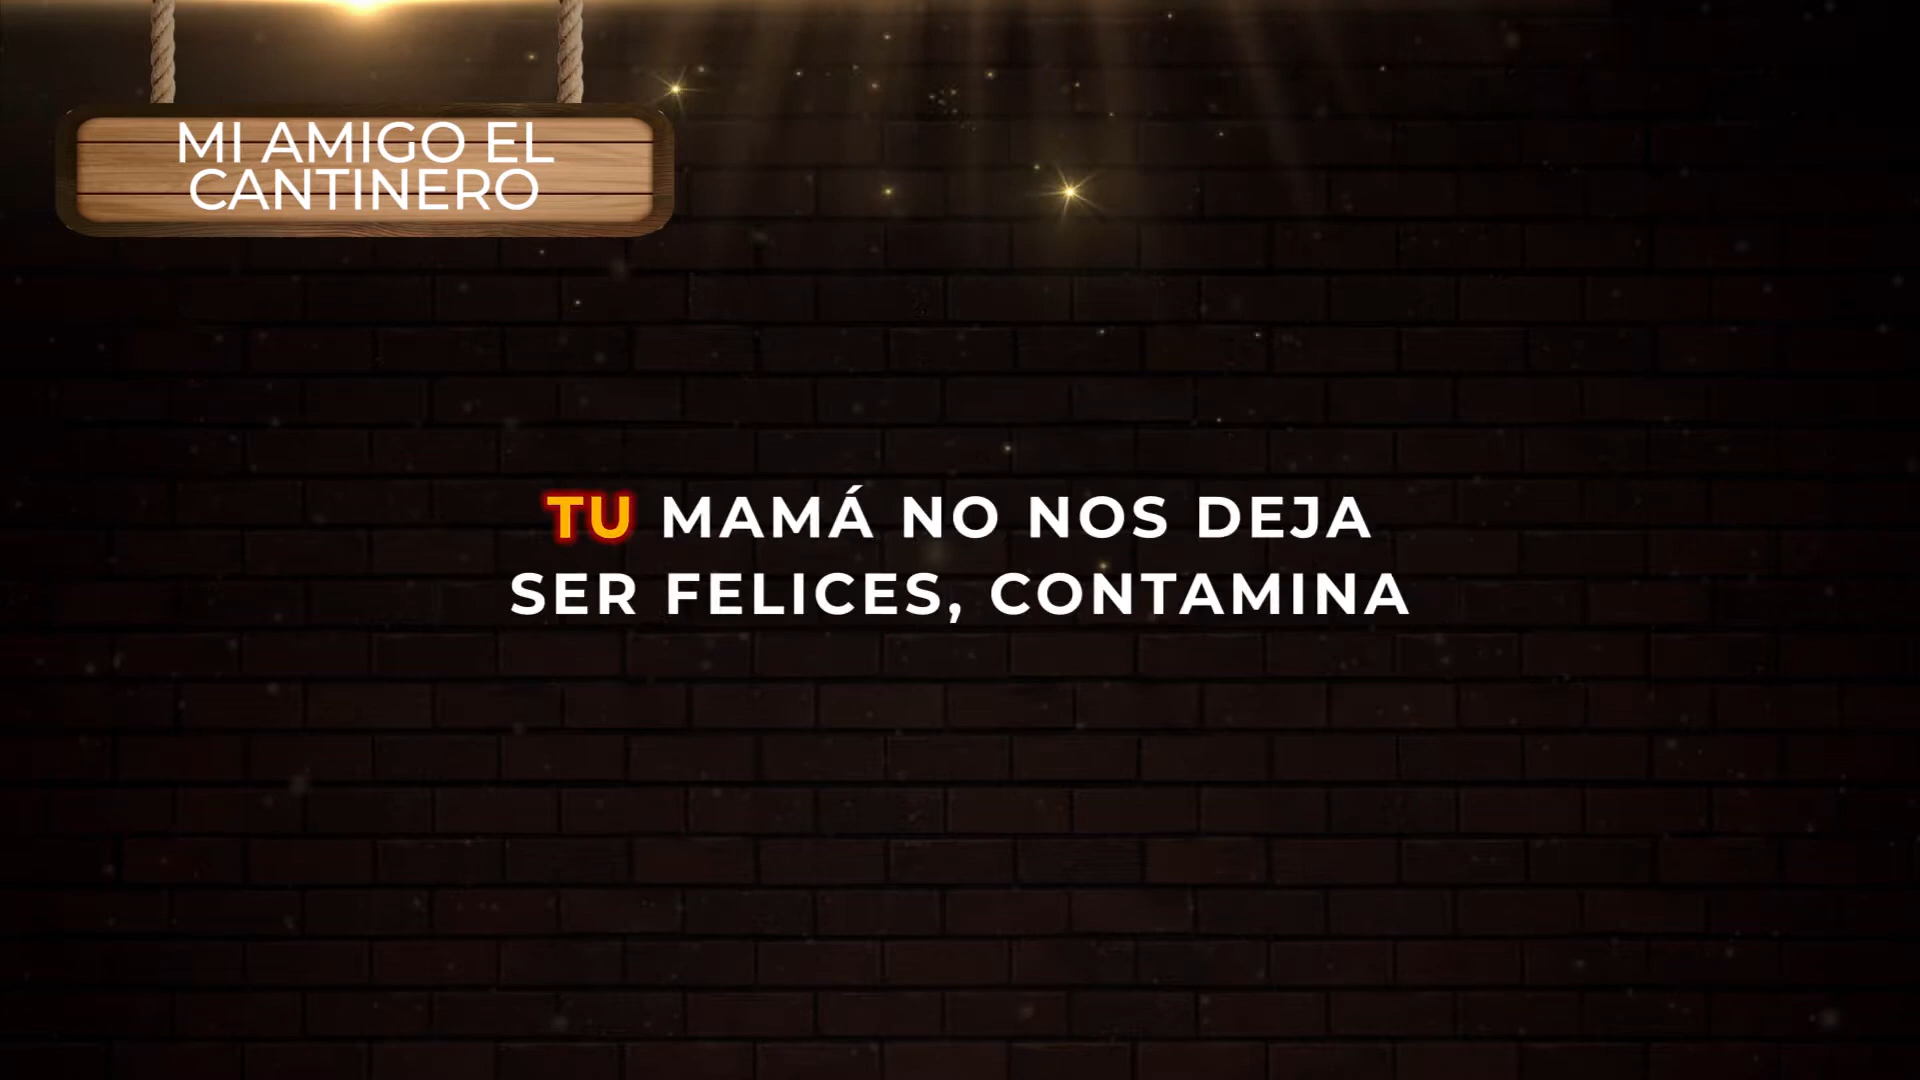 MI AMIGO EL
CANTINERO
TU MAMÁ NO NOS DEJA
SER FELICES, CONTAMINA